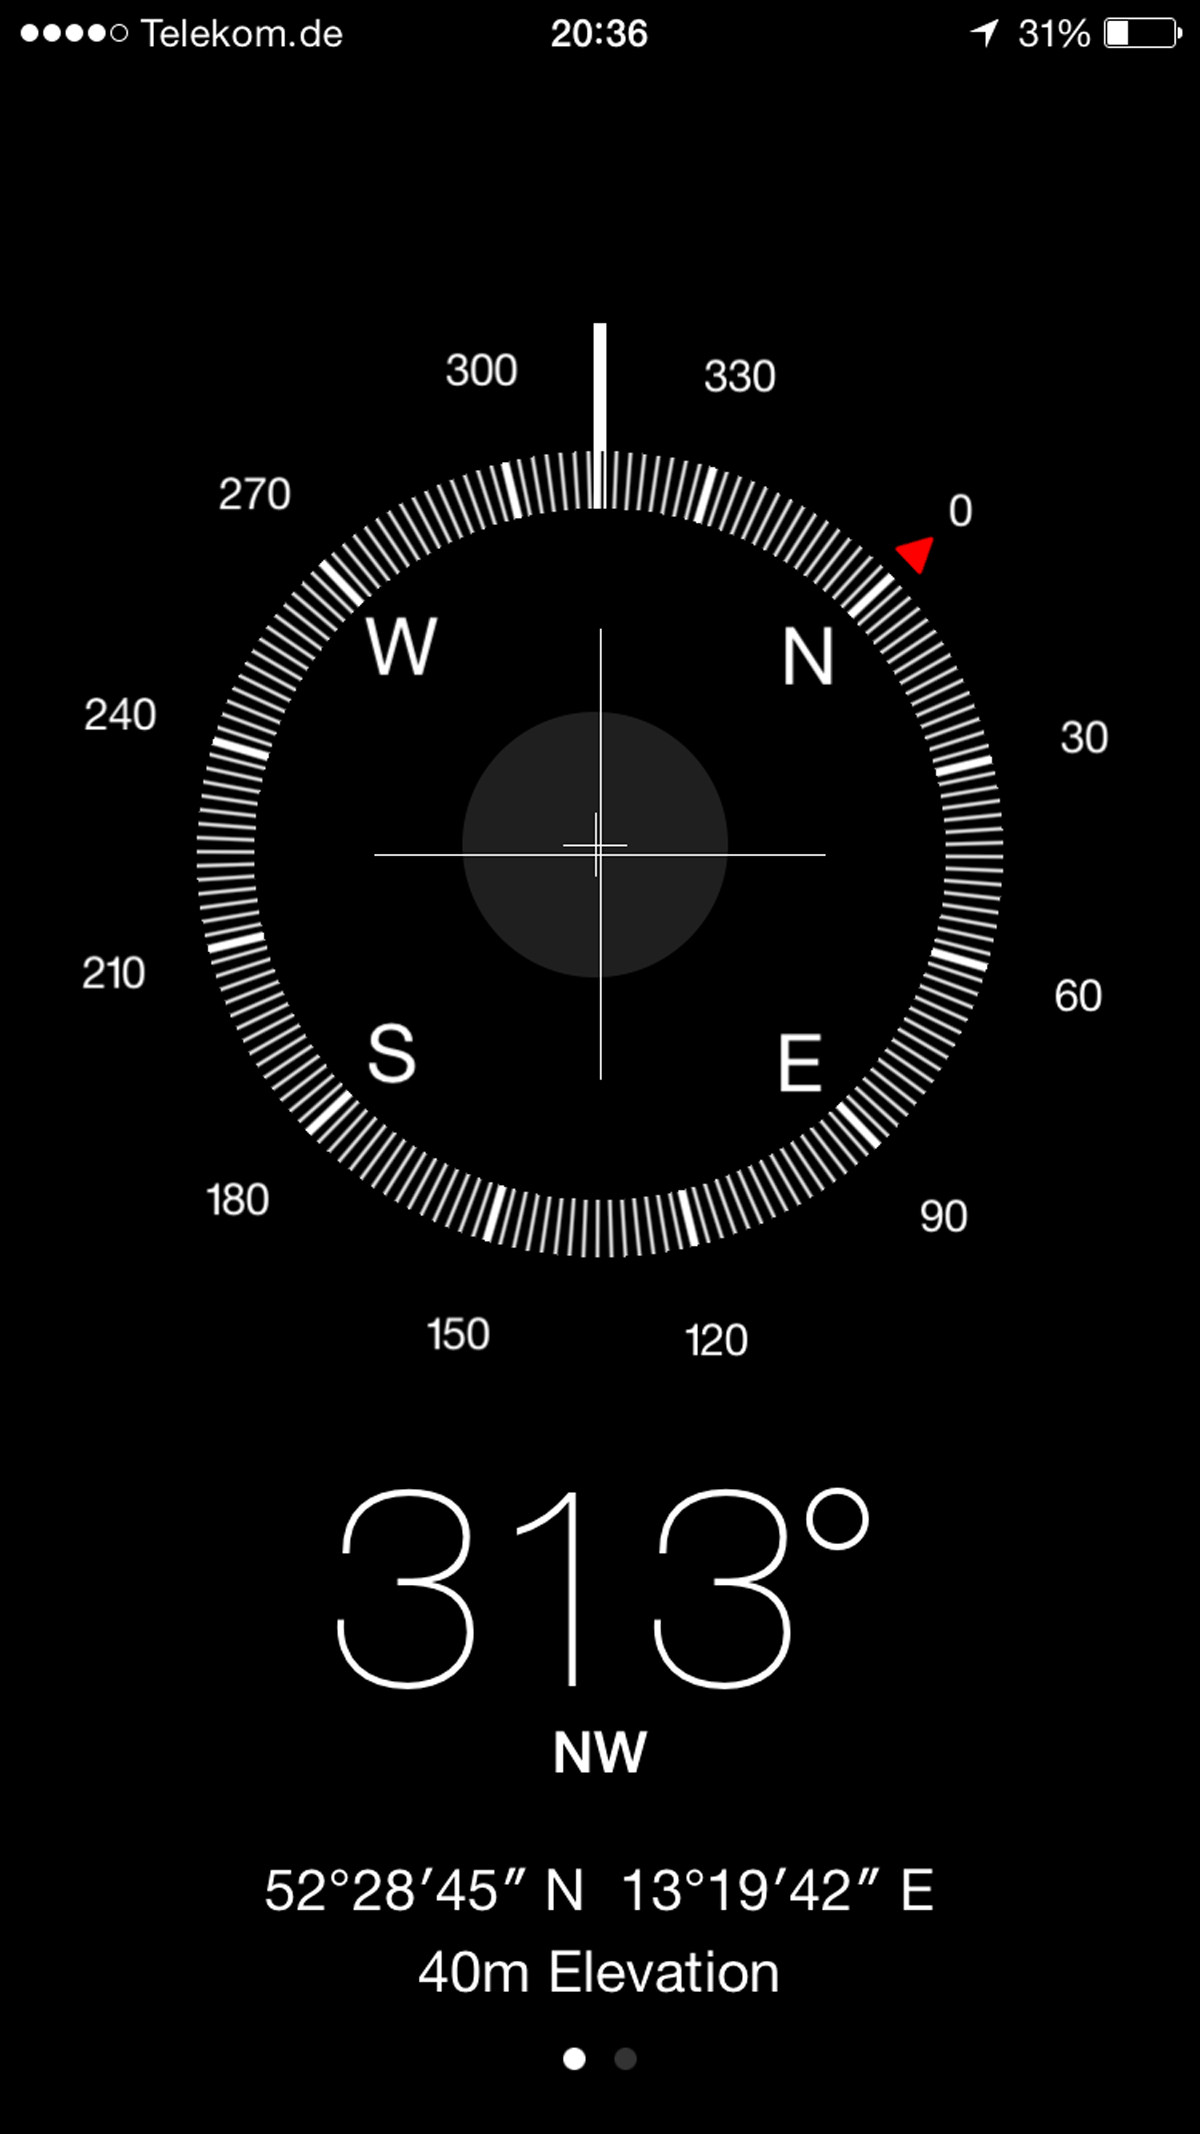 Telekom.de 20:36 31%
300 330
270 0
W N
240 30
210 60
S E
180 90
150 120
313°
NW
52°28′45″ N 13°19′42″ E
40m Elevation